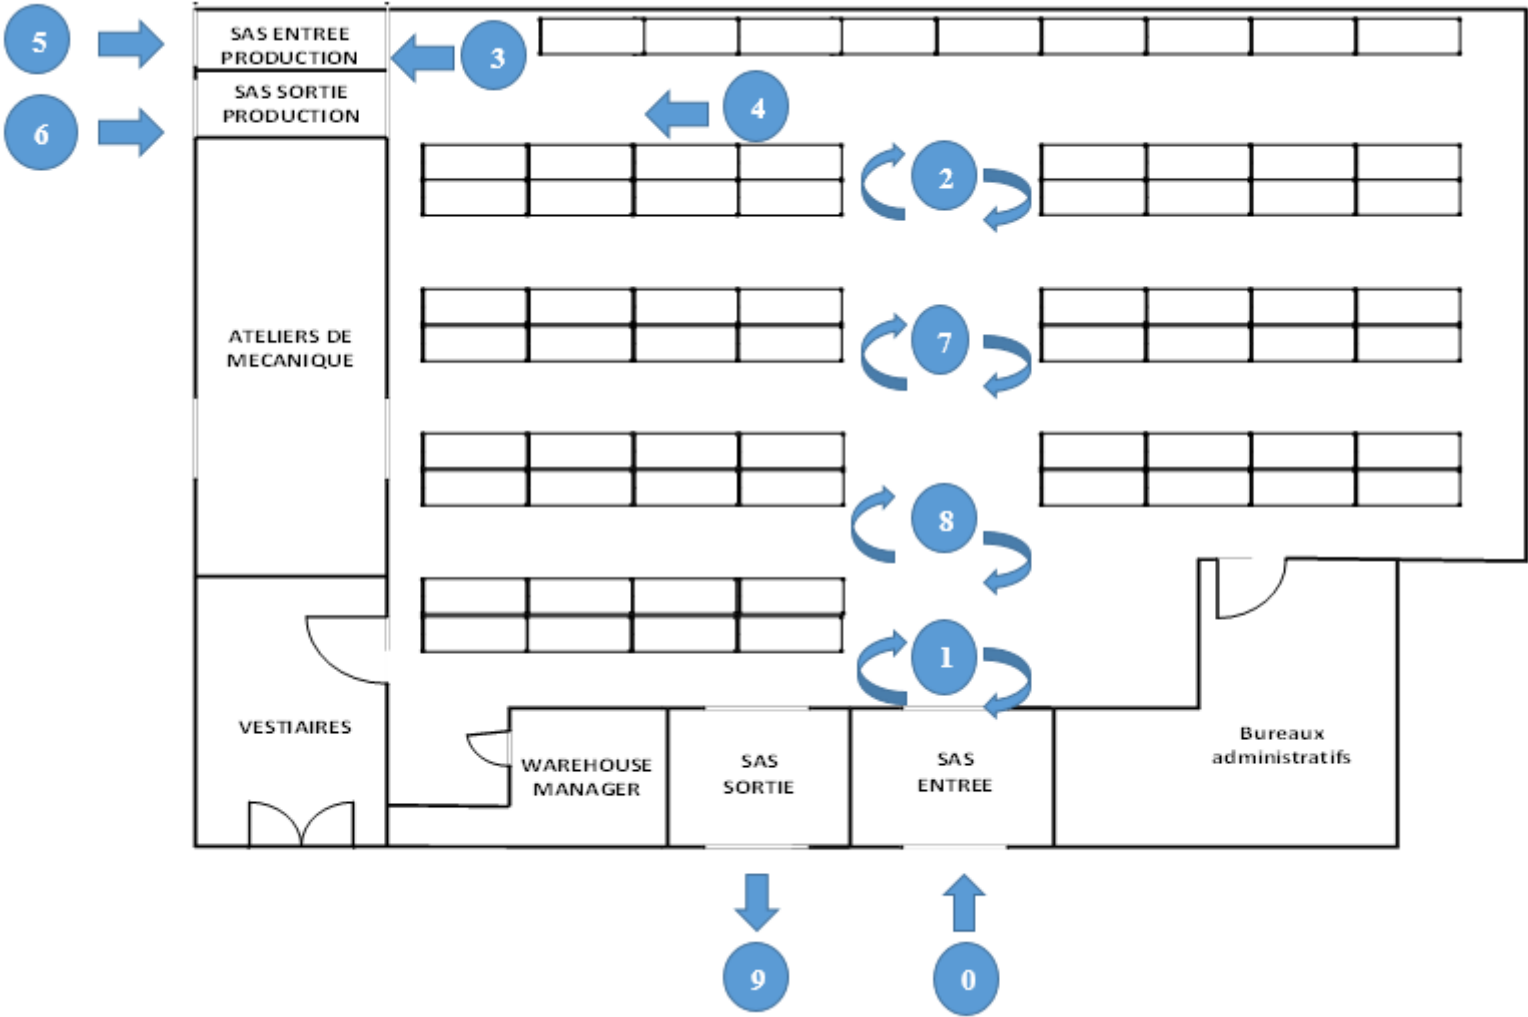 5
SAS ENTREE
PRODUCTION
3
SAS SORTIE
PRODUCTION
4
6
2
ATELIERS DE
MECANIQUE
7
8
1
VESTIAIRES
WAREHOUSE
MANAGER
SAS
SORTIE
SAS
ENTREE
Bureaux
administratifs
9
0